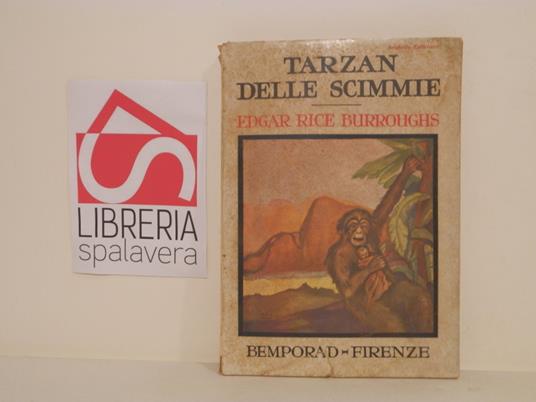 LIBRERIA
spalavera
TARZAN
DELLE SCIMMIE
EDGAR RICE BURROUGHS
BEMPORAD - FIRENZE